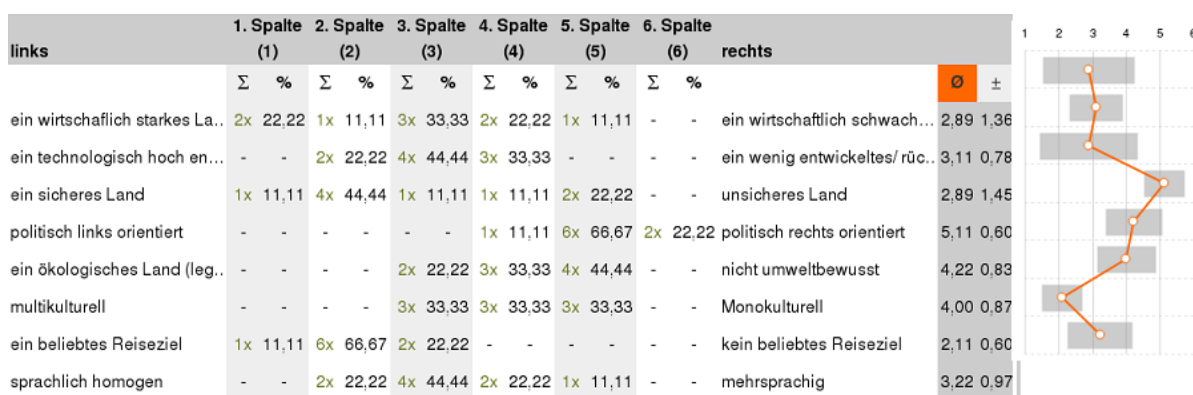 1. Spalte 2. Spalte 3. Spalte 4. Spalte 5. Spalte 6. Spalte
links (1) (2) (3) (4) (5) (6) rechts
1 2 3 4 5 6
Σ % Σ % Σ % Σ % Σ % Σ % Ø ±
ein wirtschaflich starkes La... 2x 22,22 1x 11,11 3x 33,33 2x 22,22 1x 11,11 - - ein wirtschaftlich schwach... 2,89 1,36
ein technologisch hoch en... - - 2x 22,22 4x 44,44 3x 33,33 - - - - ein wenig entwickeltes/ rüc... 3,11 0,78
ein sicheres Land 1x 11,11 4x 44,44 1x 11,11 1x 11,11 2x 22,22 - - unsicheres Land 2,89 1,45
politisch links orientiert - - - - - - 1x 11,11 6x 66,67 2x 22,22 politisch rechts orientiert 5,11 0,60
ein ökologisches Land (leg... - - - - 2x 22,22 3x 33,33 4x 44,44 - - nicht umweltbewusst 4,22 0,83
multikulturell - - - - 3x 33,33 3x 33,33 3x 33,33 - - Monokulturell 4,00 0,87
ein beliebtes Reiseziel 1x 11,11 6x 66,67 2x 22,22 - - - - - - kein beliebtes Reiseziel 2,11 0,60
sprachlich homogen - - 2x 22,22 4x 44,44 2x 22,22 1x 11,11 - - mehrsprachig 3,22 0,97